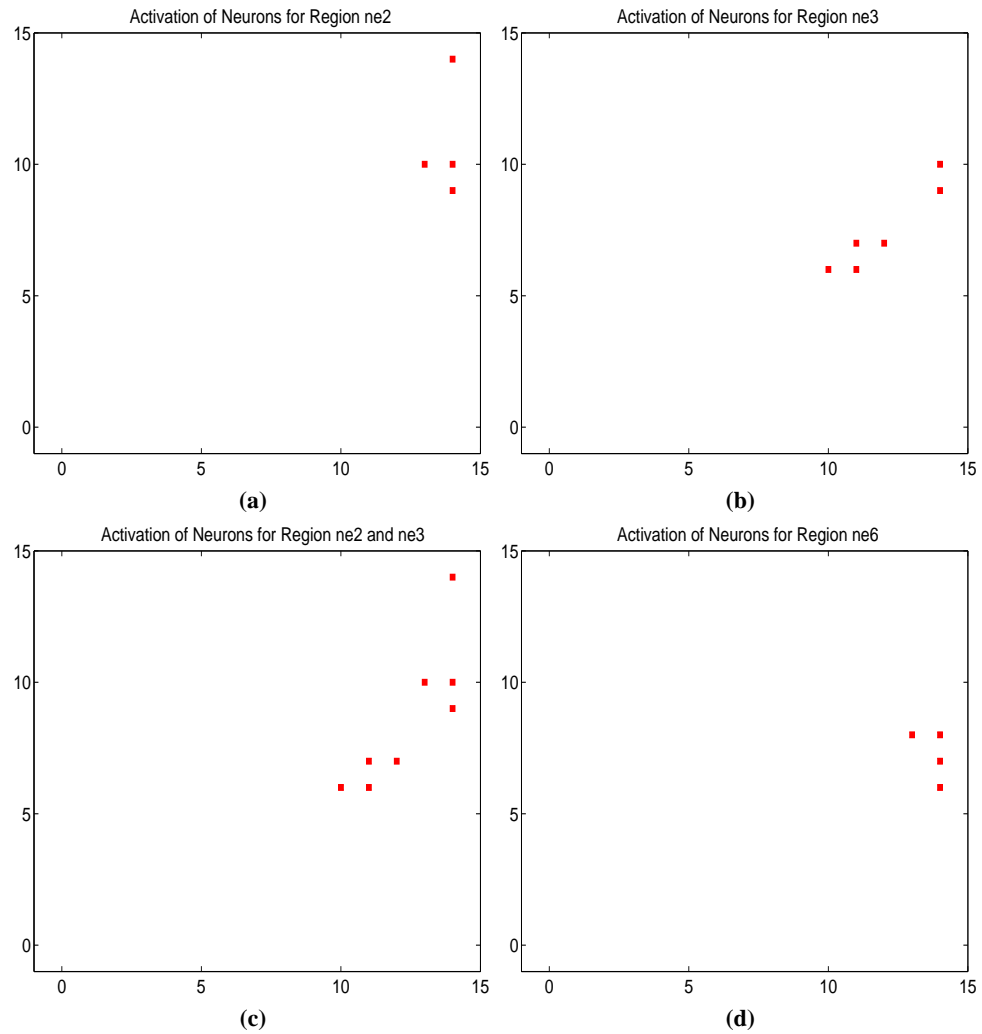 Activation of Neurons for Region ne2
15
10
5
0
0 5 10 15
(a)
Activation of Neurons for Region ne3
15
10
5
0
0 5 10 15
(b)
Activation of Neurons for Region ne2 and ne3
15
10
5
0
0 5 10 15
(c)
Activation of Neurons for Region ne6
15
10
5
0
0 5 10 15
(d)